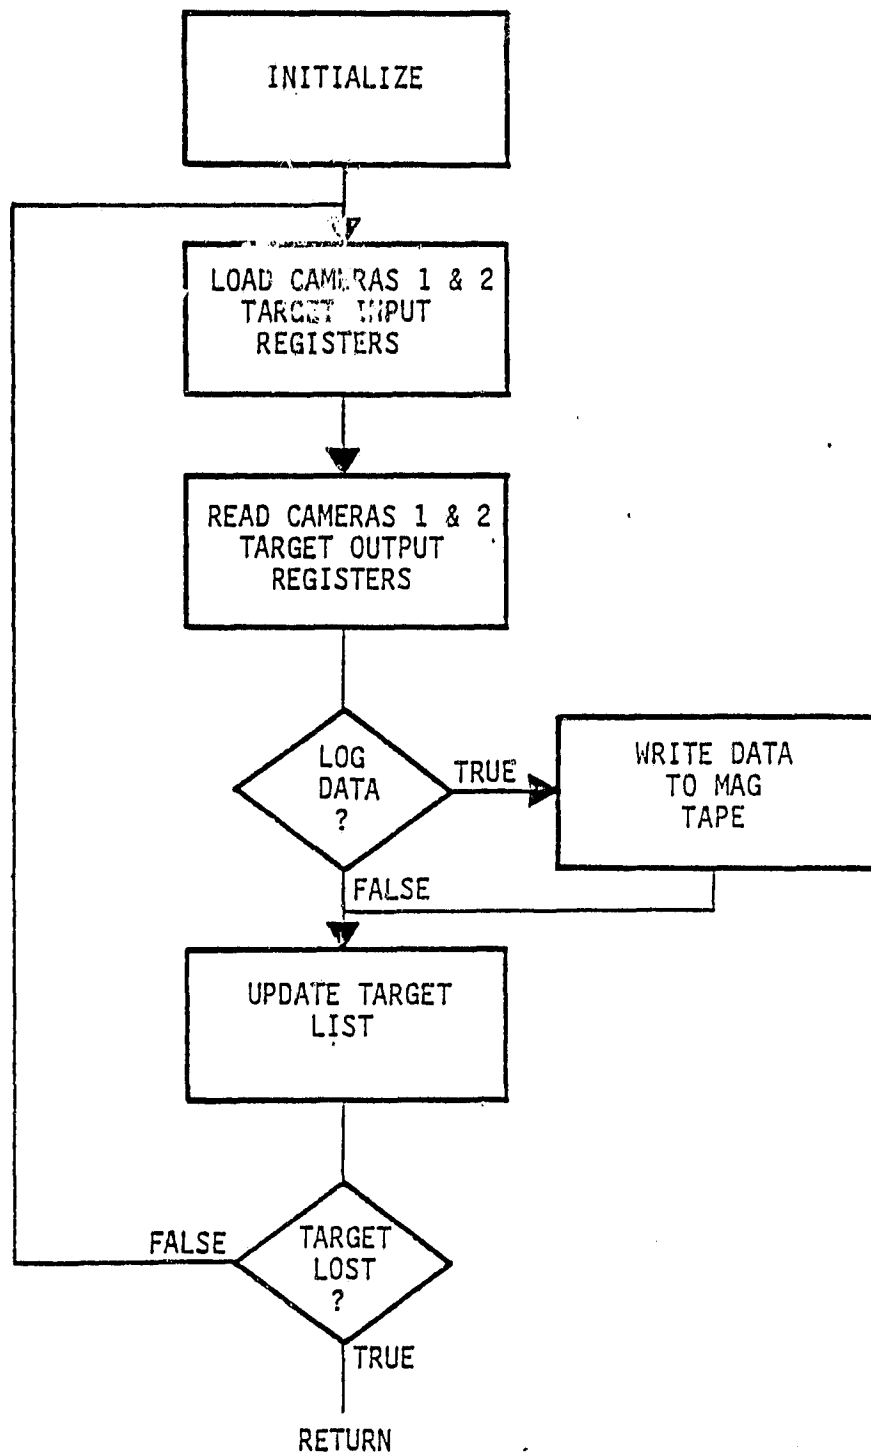 INITIALIZE
LOAD CAMERAS 1 & 2
TARGET INPUT
REGISTERS
READ CAMERAS 1 & 2
TARGET OUTPUT
REGISTERS
LOG
DATA
?
TRUE
WRITE DATA
TO MAG
TAPE
FALSE
UPDATE TARGET
LIST
FALSE
TARGET
LOST
?
TRUE
RETURN